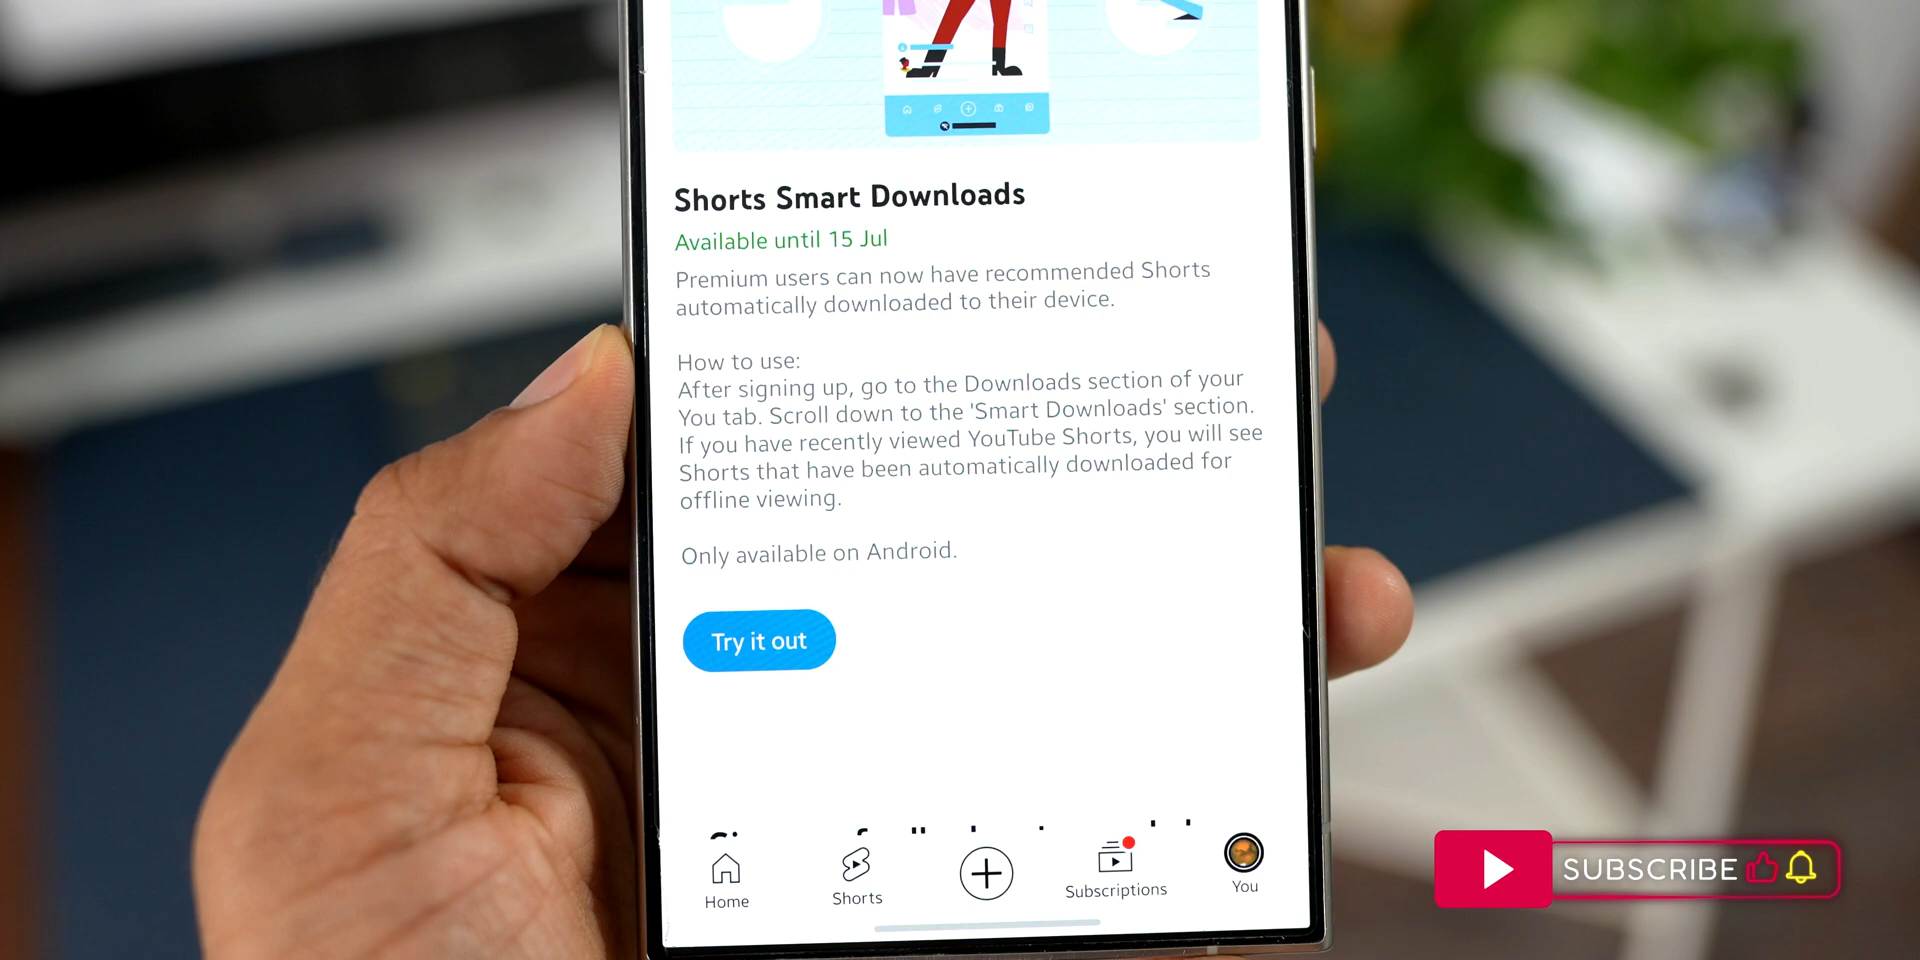 Shorts Smart Downloads
Available until 15 Jul
Premium users can now have recommended Shorts
automatically downloaded to their device.
How to use:
After signing up, go to the Downloads section of your
You tab. Scroll down to the 'Smart Downloads' section.
If you have recently viewed YouTube Shorts, you will see
Shorts that have been automatically downloaded for
offline viewing.
Only available on Android.
Try it out
Home
Shorts
Subscriptions
You
SUBSCRIBE